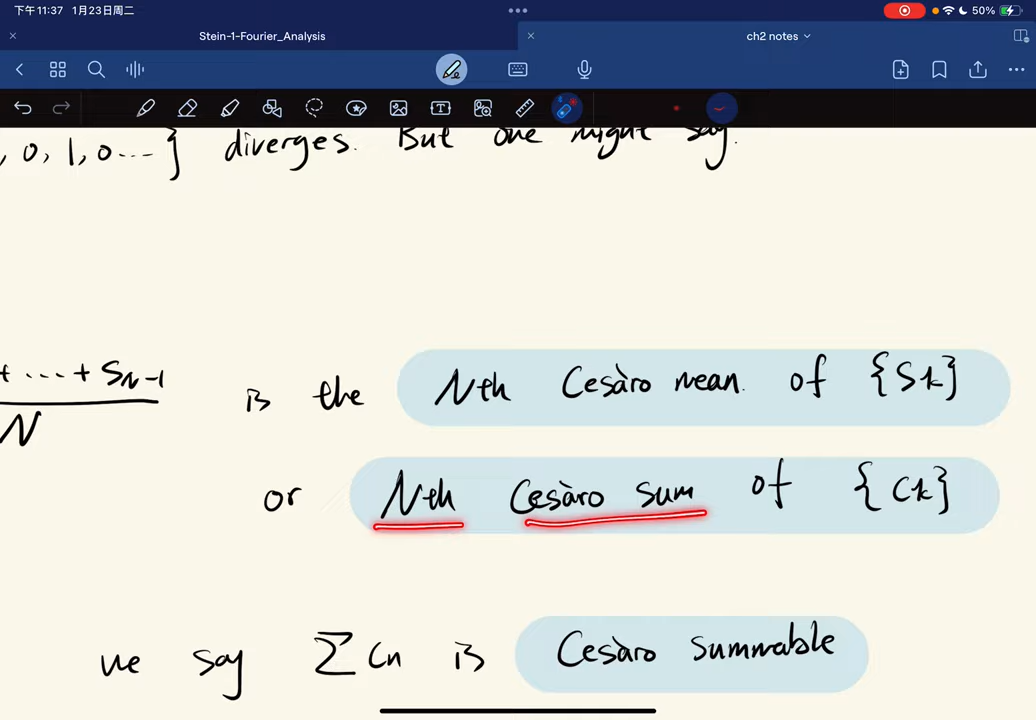 下午11:37 1月23日周二 50%
Stein-1-Fourier_Analysis ch2 notes
, 0, 1, 0...} diverges. But one might say.
+ ... + SN-1
N
is the Nth Cesàro mean. of {Sk}
or Nth Cesàro sum of {Ck}
we say ΣCn is Cesàro summable